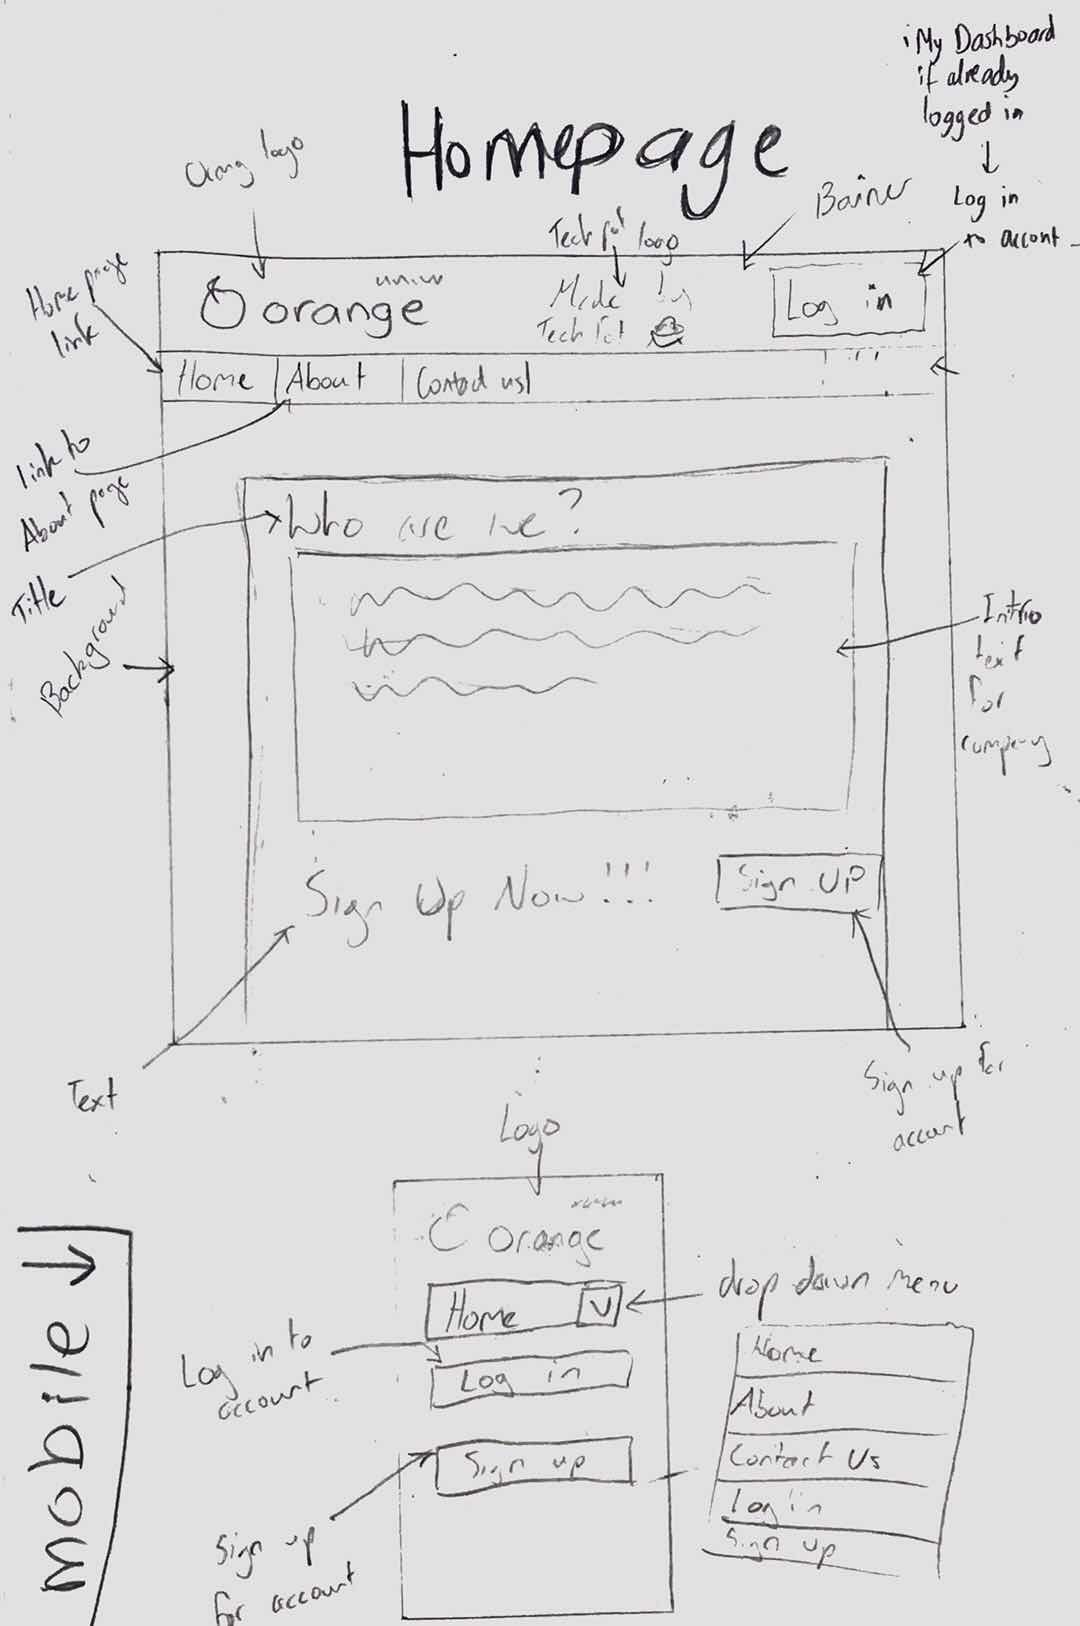 ¡My Dashboard
if already
logged in
Homepage
logo
Log in
to account
Tech Pot logo
Home page
link
orange
Made by
Tech Pot
Log in
Home
About
Contact us
link to
About page
Title
Background
Who are we?
Intro
text
for
company
Sign Up Now!!!
Sign UP
Text
Sign up for
account
Logo
orange
mobile
Home
V
drop down menu
Log in to
account
Log in
Sign up
Sign up
for account
Home
About
Contact Us
Log in
Sign up